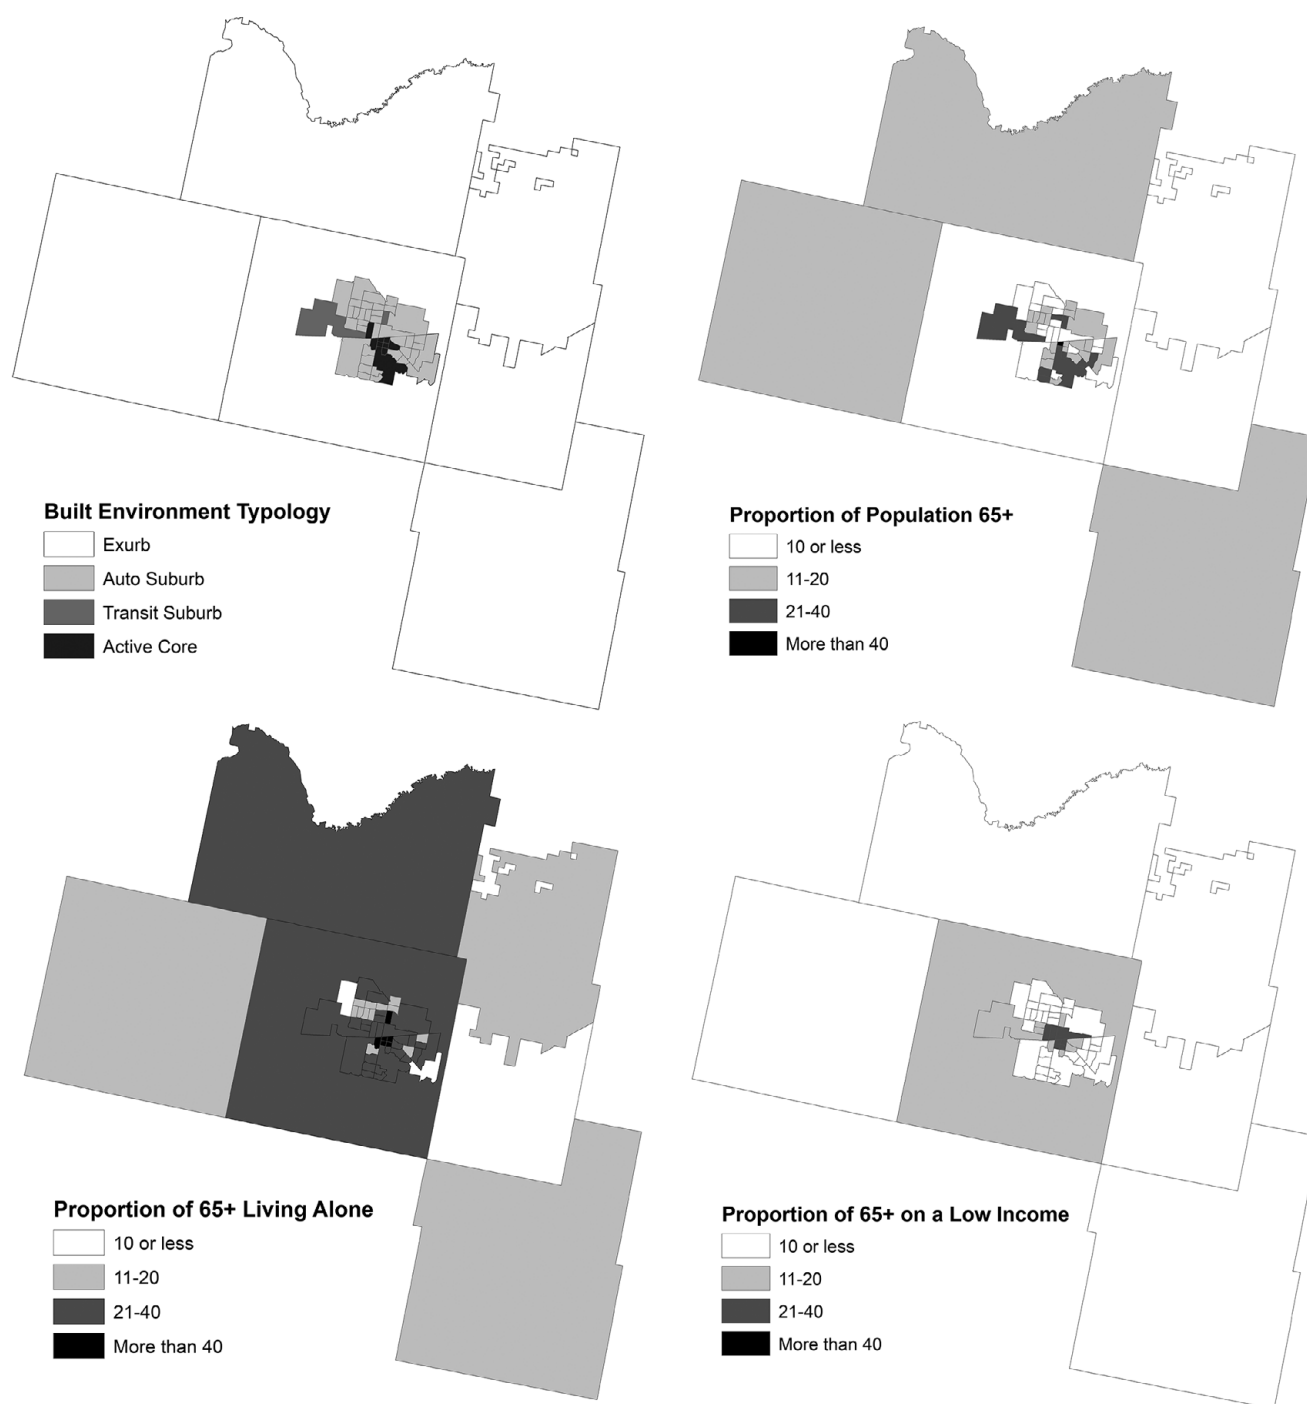 Built Environment Typology
Exurb
Auto Suburb
Transit Suburb
Active Core
Proportion of Population 65+
10 or less
11-20
21-40
More than 40
Proportion of 65+ Living Alone
10 or less
11-20
21-40
More than 40
Proportion of 65+ on a Low Income
10 or less
11-20
21-40
More than 40